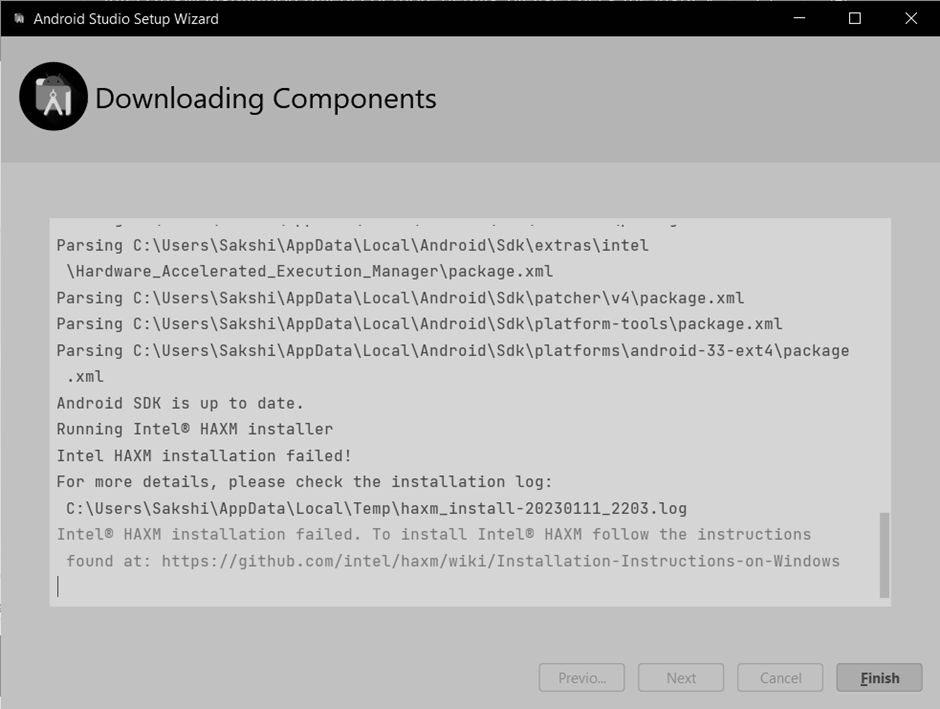 Android Studio Setup Wizard
Downloading Components
Parsing C:\Users\Sakshi\AppData\Local\Android\Sdk\extras\intel
\Hardware_Accelerated_Execution_Manager\package.xml
Parsing C:\Users\Sakshi\AppData\Local\Android\Sdk\patcher\v4\package.xml
Parsing C:\Users\Sakshi\AppData\Local\Android\Sdk\platform-tools\package.xml
Parsing C:\Users\Sakshi\AppData\Local\Android\Sdk\platforms\android-33-ext4\package
.xml
Android SDK is up to date.
Running Intel® HAXM installer
Intel HAXM installation failed!
For more details, please check the installation log:
C:\Users\Sakshi\AppData\Local\Temp\haxm_install-20230111_2203.log
Intel® HAXM installation failed. To install Intel® HAXM follow the instructions
found at: https://github.com/intel/haxm/wiki/Installation-Instructions-on-Windows
Previo... Next Cancel Finish